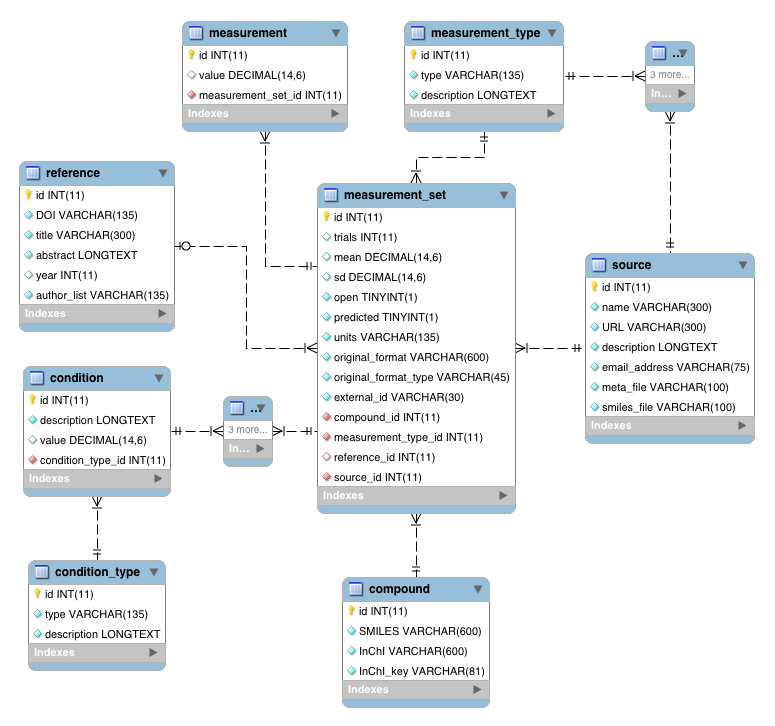 measurement
id INT(11)
value DECIMAL(14,6)
measurement_set_id INT(11)
Indexes
measurement_type
id INT(11)
type VARCHAR(135)
description LONGTEXT
Indexes
...
3 more...
In...
reference
id INT(11)
DOI VARCHAR(135)
title VARCHAR(300)
abstract LONGTEXT
year INT(11)
author_list VARCHAR(135)
Indexes
measurement_set
id INT(11)
trials INT(11)
mean DECIMAL(14,6)
sd DECIMAL(14,6)
open TINYINT(1)
predicted TINYINT(1)
units VARCHAR(135)
original_format VARCHAR(600)
original_format_type VARCHAR(45)
external_id VARCHAR(30)
compound_id INT(11)
measurement_type_id INT(11)
reference_id INT(11)
source_id INT(11)
Indexes
source
id INT(11)
name VARCHAR(300)
URL VARCHAR(300)
description LONGTEXT
email_address VARCHAR(75)
meta_file VARCHAR(100)
smiles_file VARCHAR(100)
Indexes
condition
id INT(11)
description LONGTEXT
value DECIMAL(14,6)
condition_type_id INT(11)
Indexes
...
3 more...
In...
condition_type
id INT(11)
type VARCHAR(135)
description LONGTEXT
Indexes
compound
id INT(11)
SMILES VARCHAR(600)
InChI VARCHAR(600)
InChI_key VARCHAR(81)
Indexes